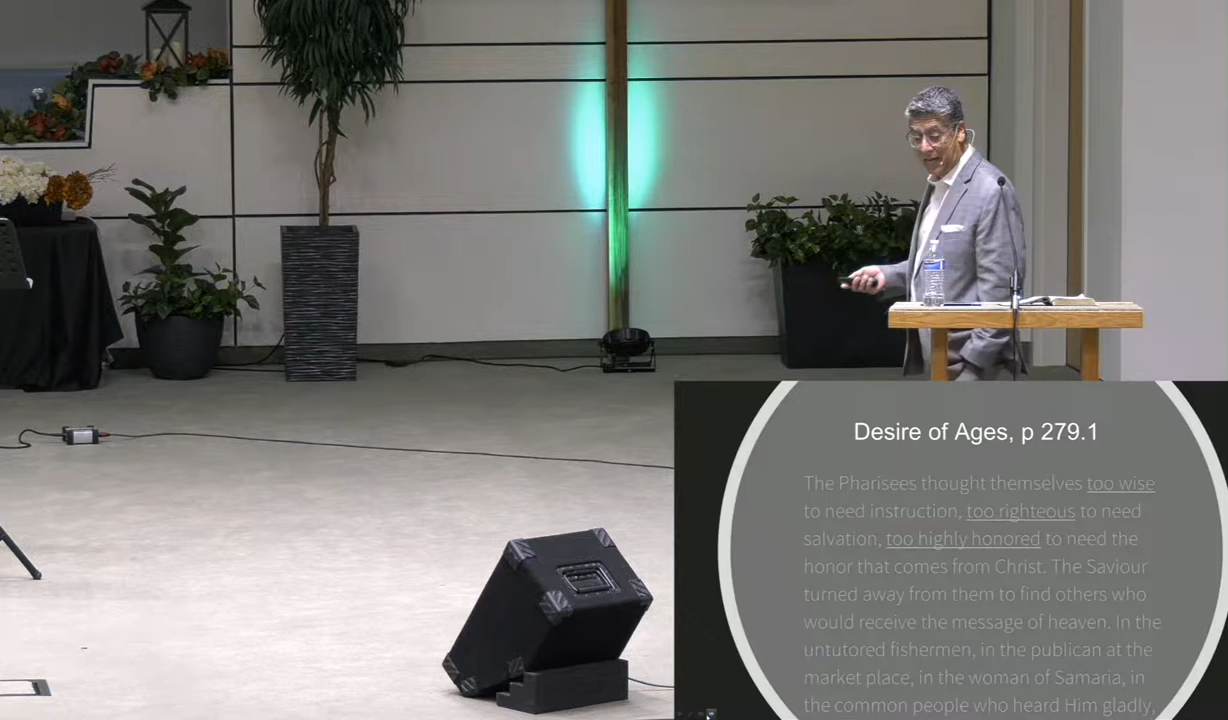 Desire of Ages, p 279.1
The Pharisees thought themselves too wise
to need instruction, too righteous to need
salvation, too highly honored to need the
honor that comes from Christ. The Saviour
turned away from them to find others who
would receive the message of heaven. In the
untutored fishermen, in the publican at the
market place, in the woman of Samaria, in
the common people who heard Him gladly,